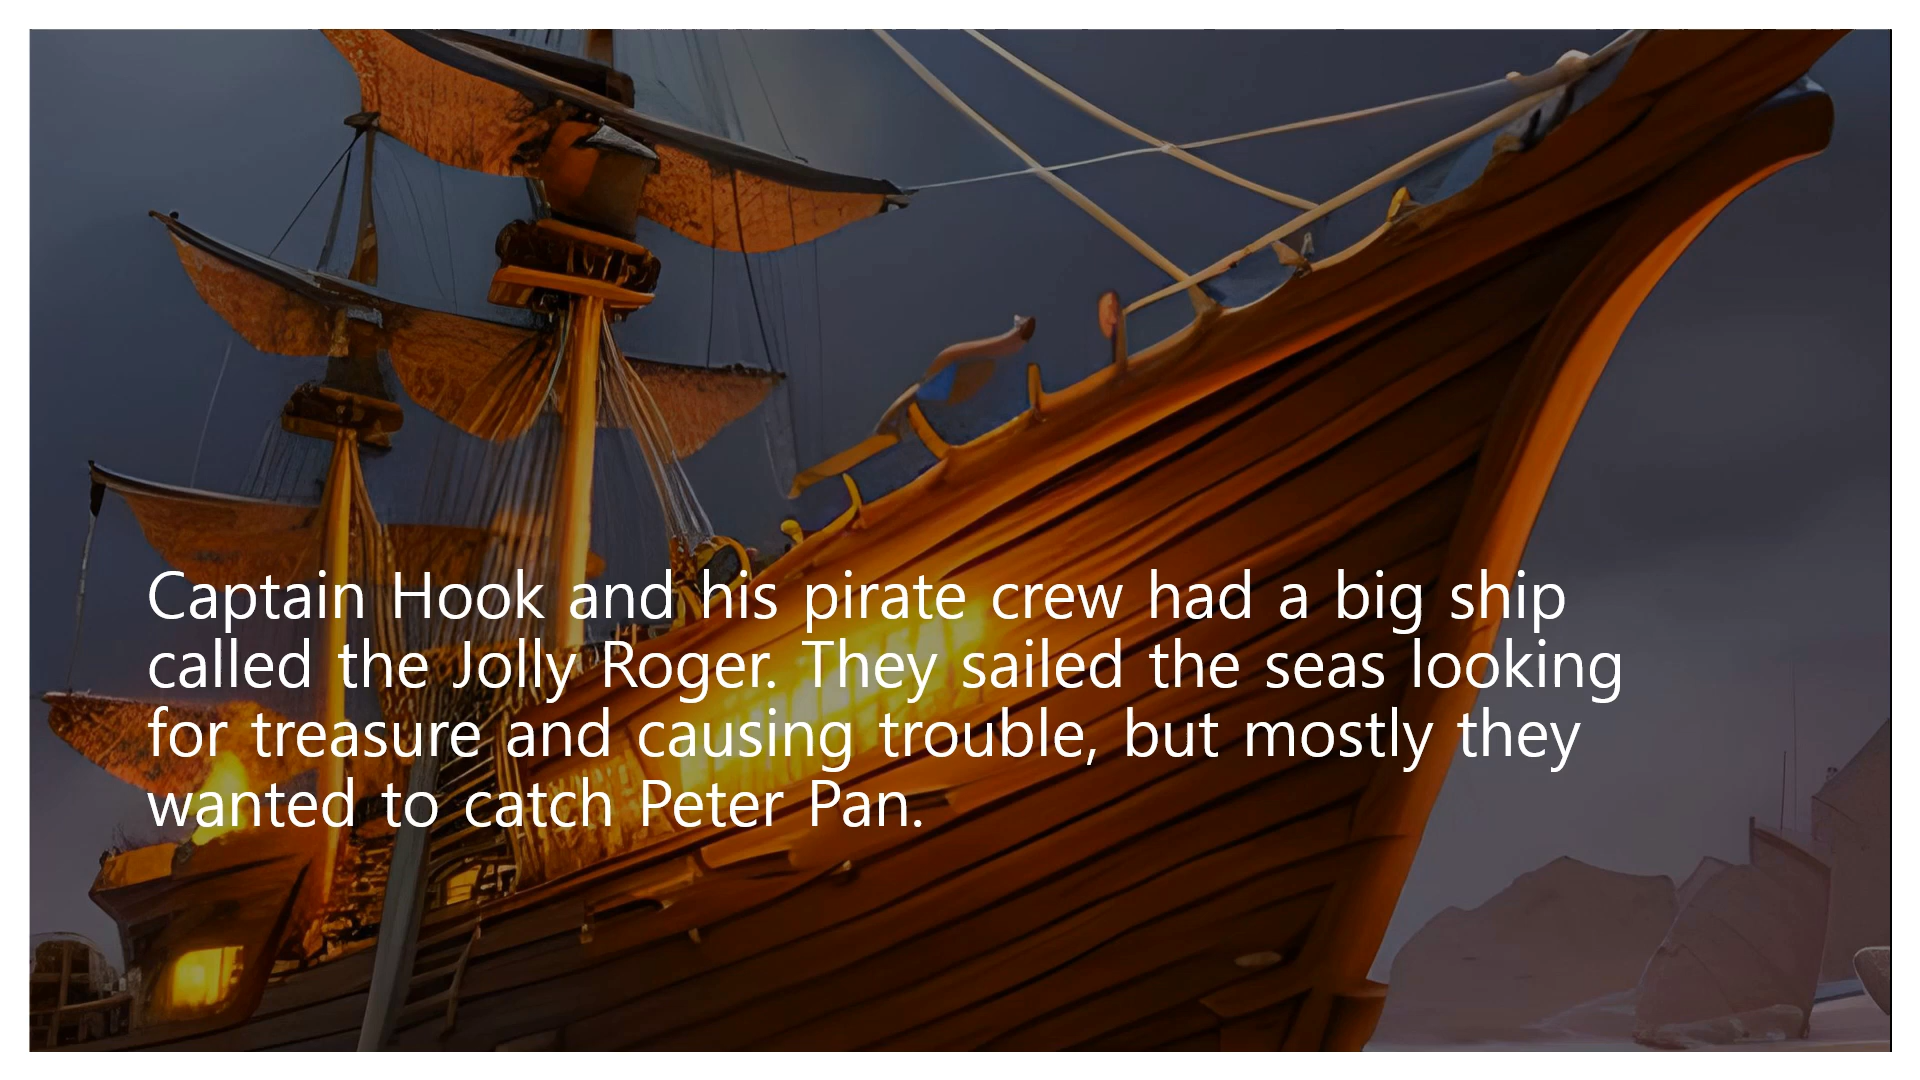 Captain Hook and his pirate crew had a big ship
called the Jolly Roger. They sailed the seas looking
for treasure and causing trouble, but mostly they
wanted to catch Peter Pan.